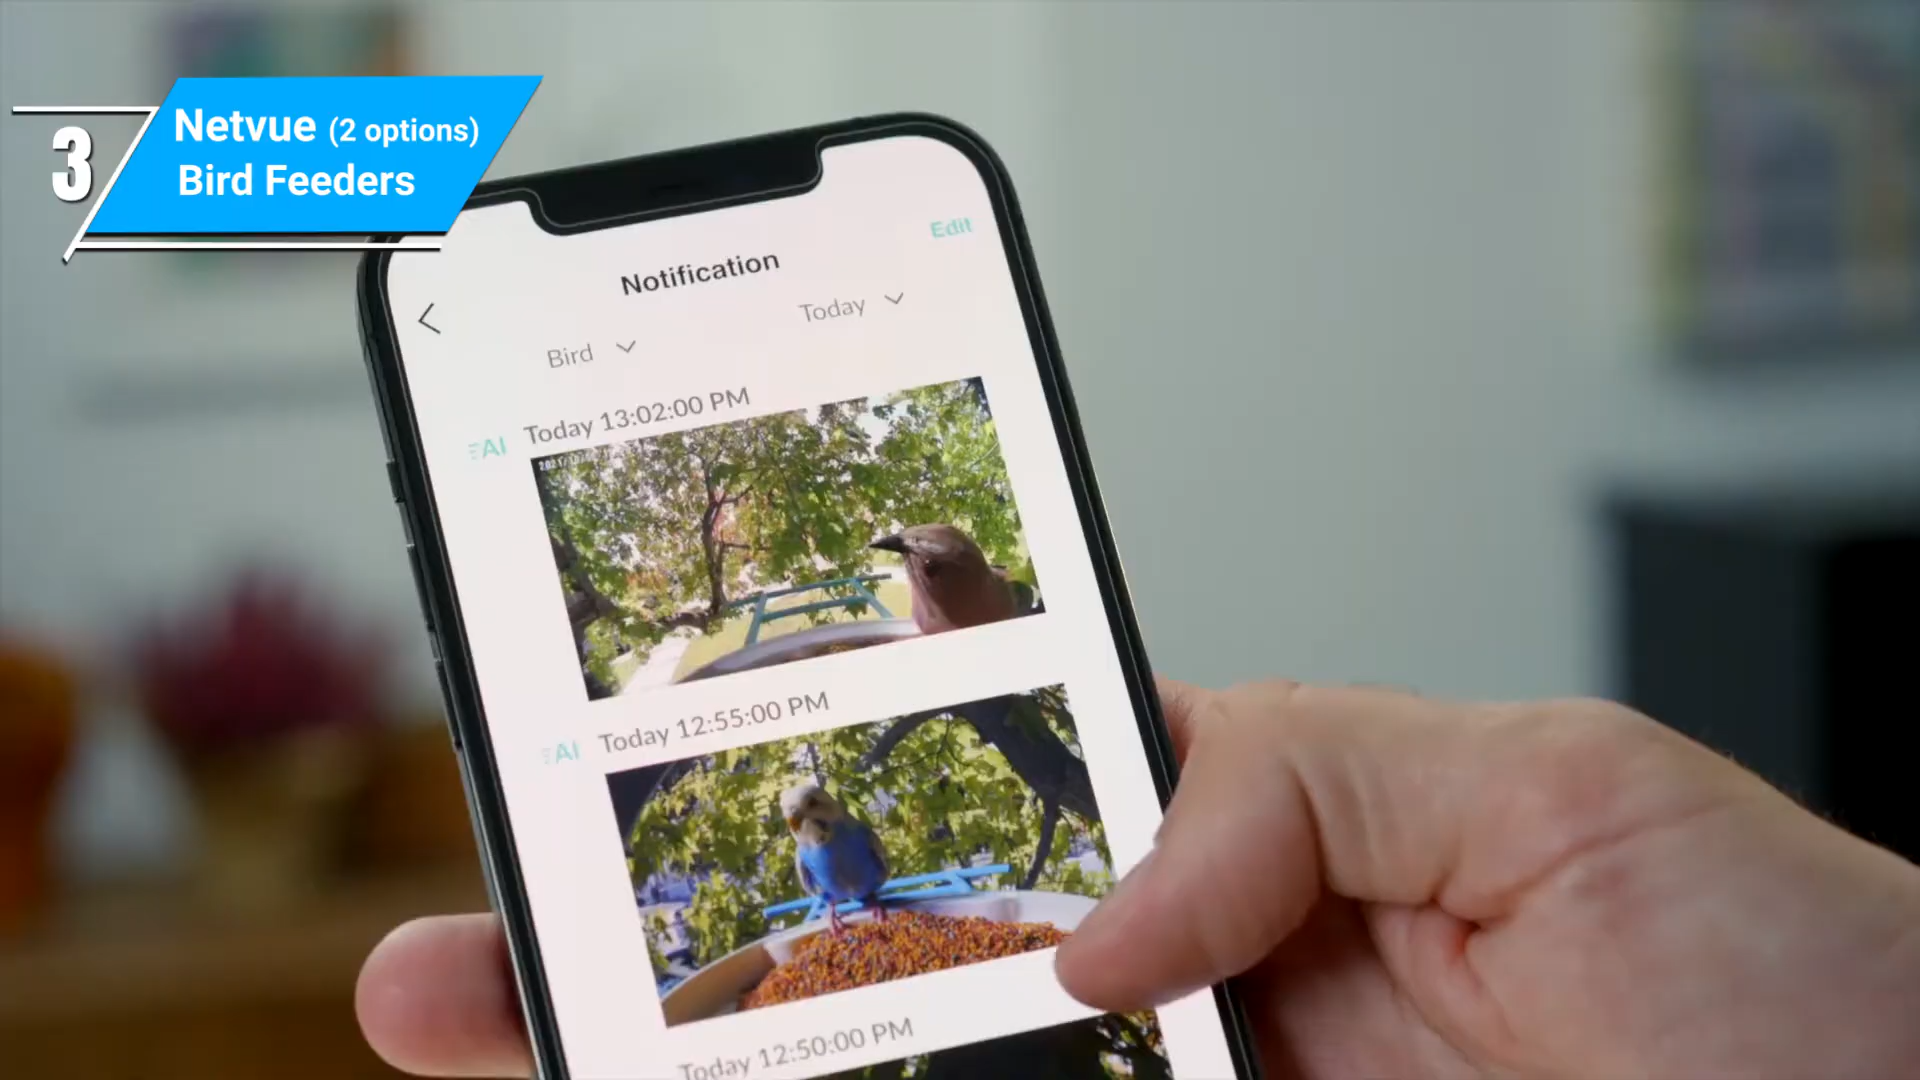 3
Netvue (2 options)
Bird Feeders
Edit
Notification
Today
Bird
AI
Today 13:02:00 PM
AI
Today 12:55:00 PM
Today 12:50:00 PM